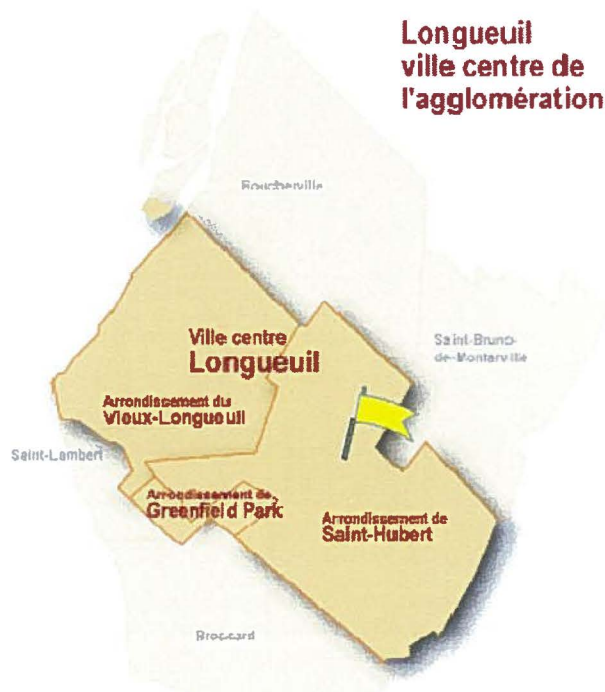 Longueuil
ville centre de
l'agglomération
Boucherville
Ville centre
Longueuil
Saint-Bruno-
de-Montarville
Arrondissement du
Vieux-Longueuil
Saint-Lambert
Arrondissement de
Greenfield Park
Arrondissement de
Saint-Hubert
Brossard